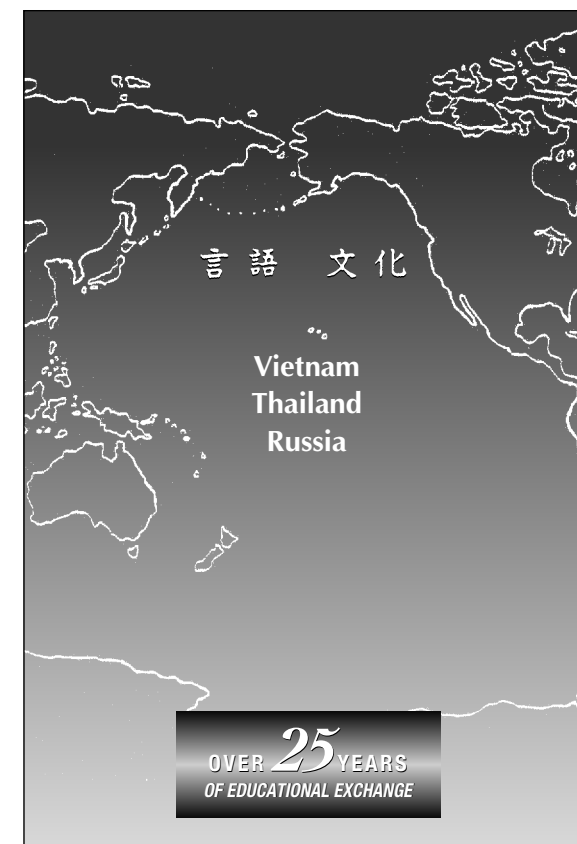 言語 文化
Vietnam
Thailand
Russia
OVER 25 YEARS
OF EDUCATIONAL EXCHANGE